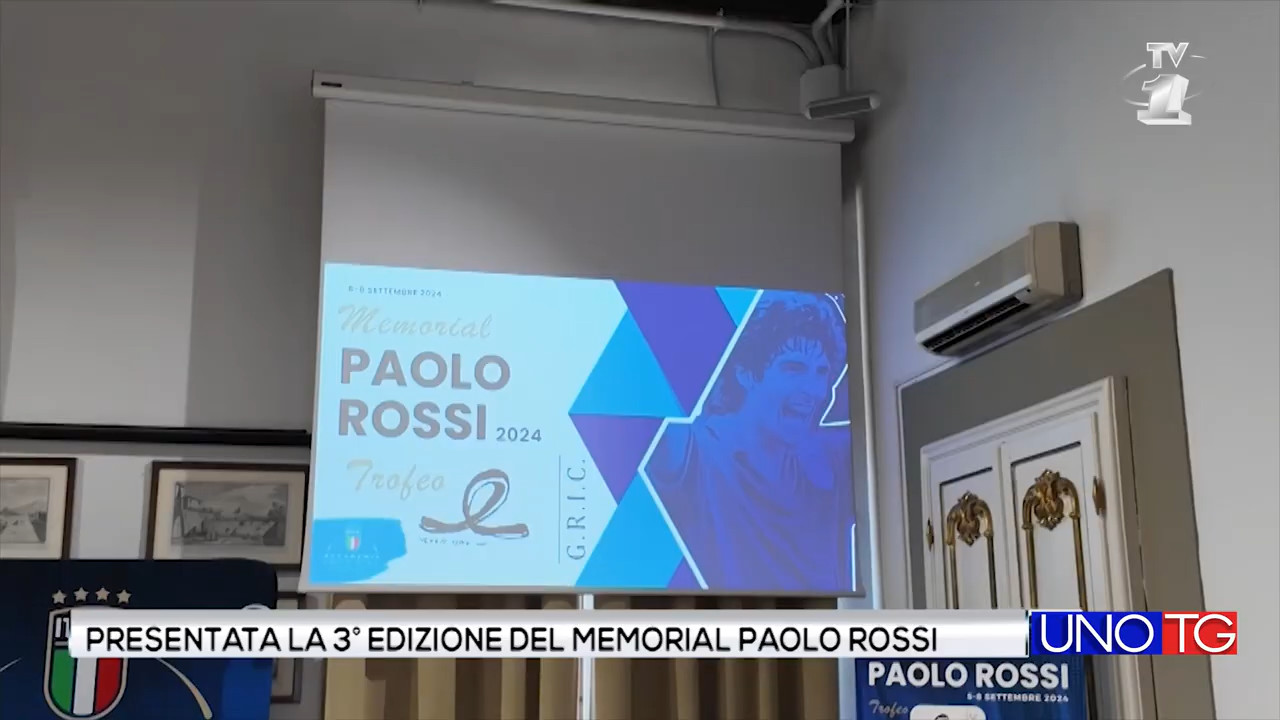 TV
1
6-8 SETTEMBRE 2024
Memorial
PAOLO
ROSSI 2024
Trofeo
G.R.I.C.
PRESENTATA LA 3° EDIZIONE DEL MEMORIAL PAOLO ROSSI
UNO TG
PAOLO ROSSI
6-8 SETTEMBRE 2024
Trofeo